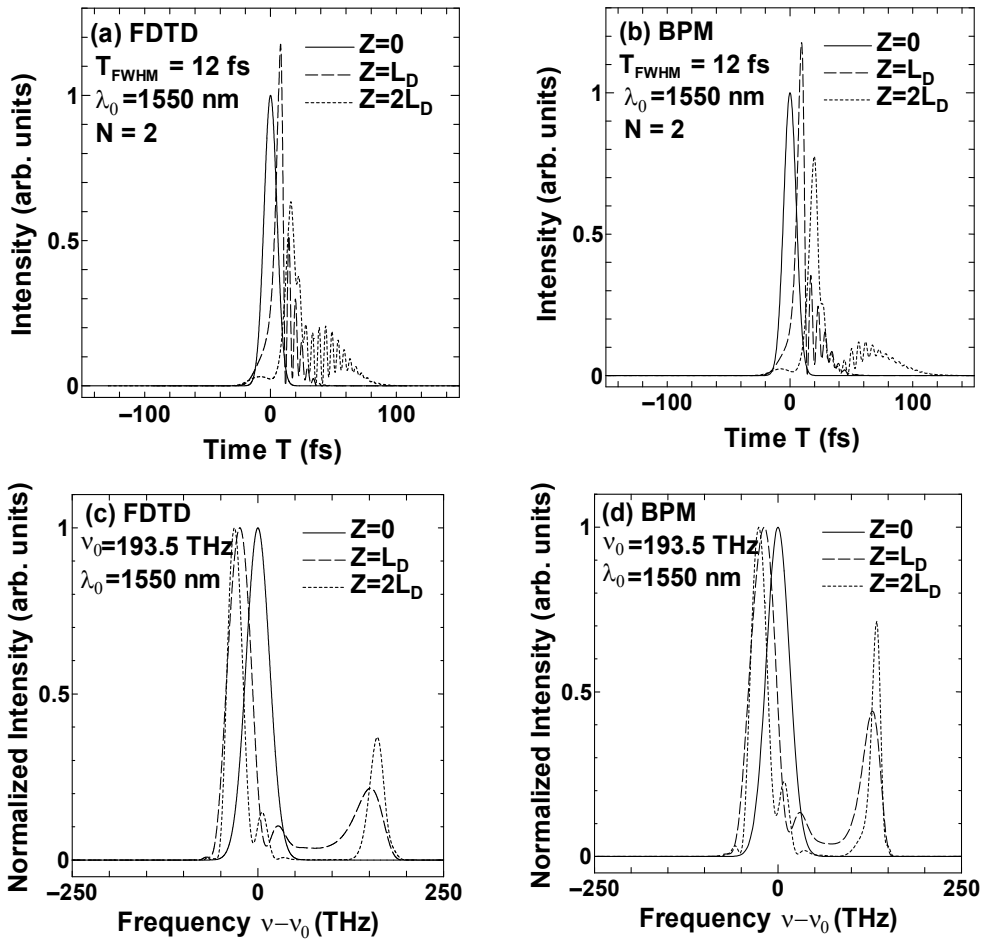 (a) FDTD
T_FWHM = 12 fs
λ₀ =1550 nm
N = 2
Z=0
Z=L_D
Z=2L_D
1
0.5
0
Intensity (arb. units)
−100 0 100
Time T (fs)
(b) BPM
T_FWHM = 12 fs
λ₀ =1550 nm
N = 2
Z=0
Z=L_D
Z=2L_D
1
0.5
0
Intensity (arb. units)
−100 0 100
Time T (fs)
(c) FDTD
ν₀=193.5 THz
λ₀=1550 nm
Z=0
Z=L_D
Z=2L_D
1
0.5
0
Normalized Intensity (arb. units)
−250 0 250
Frequency ν−ν₀ (THz)
(d) BPM
ν₀=193.5 THz
λ₀=1550 nm
Z=0
Z=L_D
Z=2L_D
1
0.5
0
Normalized Intensity (arb. units)
−250 0 250
Frequency ν−ν₀ (THz)